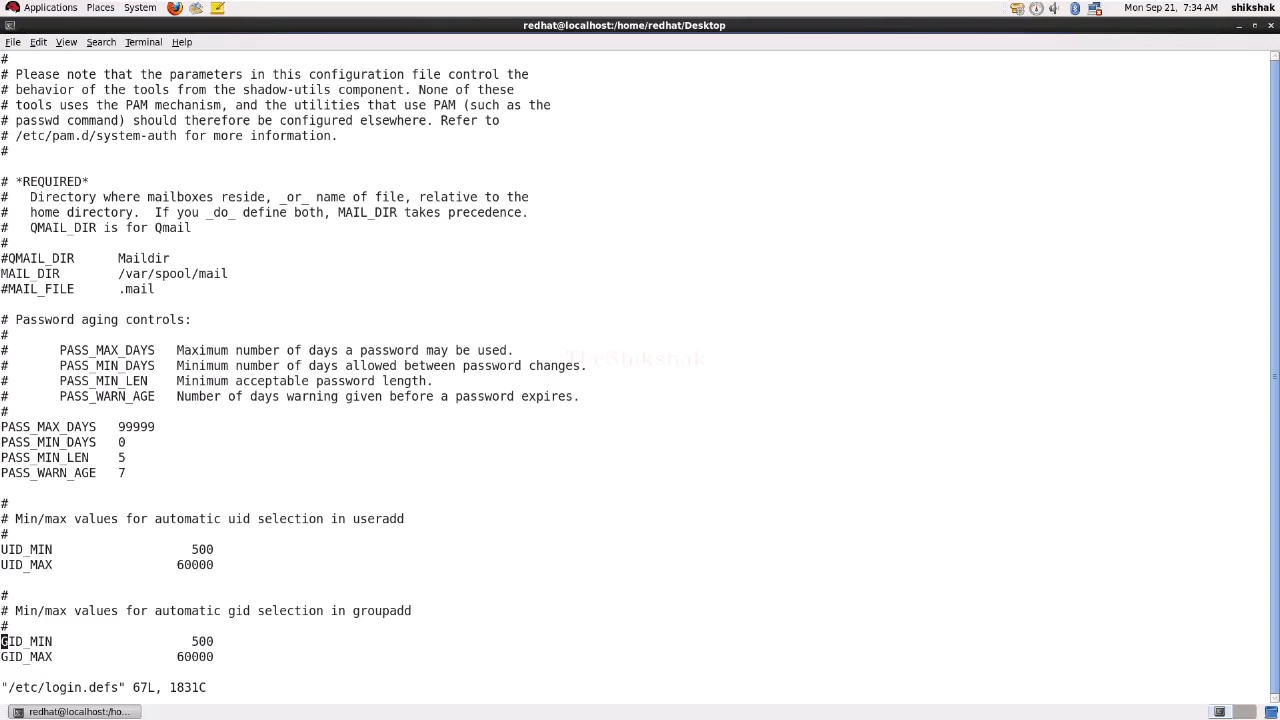 Applications Places System Mon Sep 21, 7:34 AM shikshak
redhat@localhost:/home/redhat/Desktop
File Edit View Search Terminal Help
#
# Please note that the parameters in this configuration file control the
# behavior of the tools from the shadow-utils component. None of these
# tools uses the PAM mechanism, and the utilities that use PAM (such as the
# passwd command) should therefore be configured elsewhere. Refer to
# /etc/pam.d/system-auth for more information.
#
# *REQUIRED*
#   Directory where mailboxes reside, _or_ name of file, relative to the
#   home directory.  If you _do_ define both, MAIL_DIR takes precedence.
#   QMAIL_DIR is for Qmail
#
#QMAIL_DIR      Maildir
MAIL_DIR        /var/spool/mail
#MAIL_FILE      .mail
# Password aging controls:
#
#       PASS_MAX_DAYS   Maximum number of days a password may be used.
#       PASS_MIN_DAYS   Minimum number of days allowed between password changes.
#       PASS_MIN_LEN    Minimum acceptable password length.
#       PASS_WARN_AGE   Number of days warning given before a password expires.
#
PASS_MAX_DAYS   99999
PASS_MIN_DAYS   0
PASS_MIN_LEN    5
PASS_WARN_AGE   7
#
# Min/max values for automatic uid selection in useradd
#
UID_MIN                   500
UID_MAX                 60000
#
# Min/max values for automatic gid selection in groupadd
#
GID_MIN                   500
GID_MAX                 60000
"/etc/login.defs" 67L, 1831C
redhat@localhost:/ho...
TheShikshak